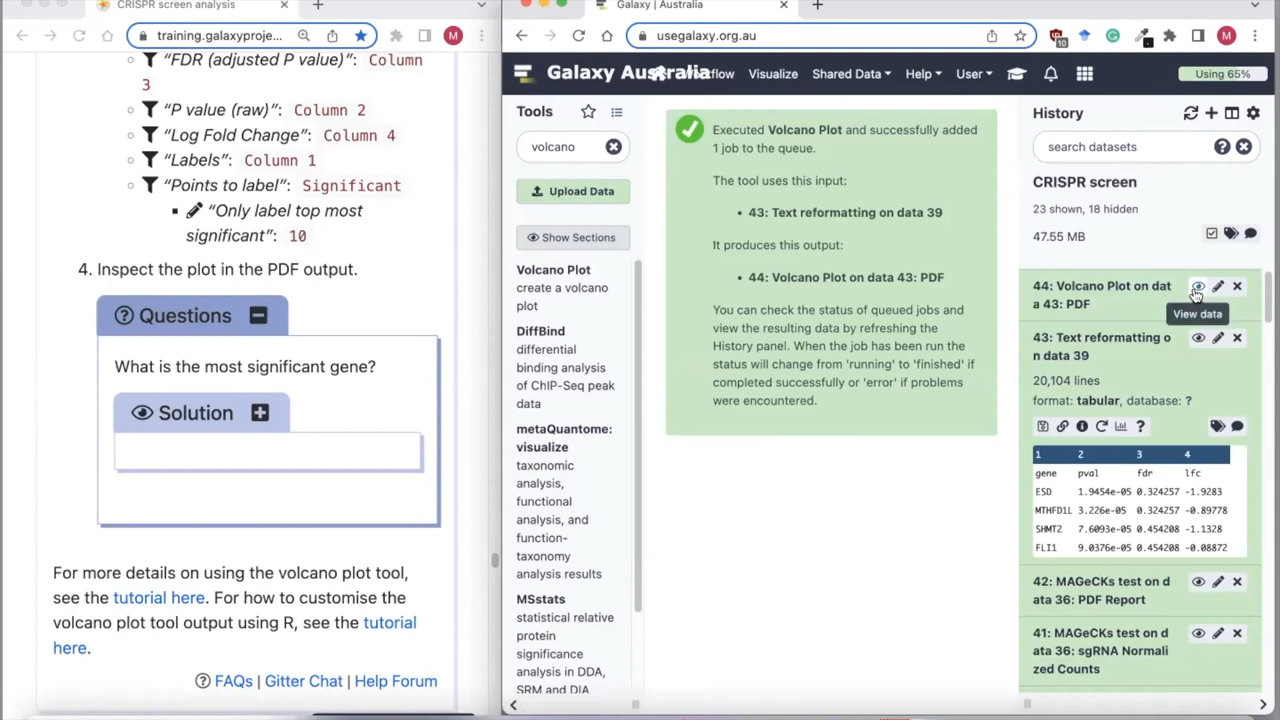 CRISPR screen analysis
training.galaxyproje...
"FDR (adjusted P value)": Column
3
"P value (raw)": Column 2
"Log Fold Change": Column 4
"Labels": Column 1
"Points to label": Significant
"Only label top most
significant": 10
4. Inspect the plot in the PDF output.
Questions
What is the most significant gene?
Solution
For more details on using the volcano plot tool,
see the tutorial here. For how to customise the
volcano plot tool output using R, see the tutorial
here.
FAQs | Gitter Chat | Help Forum
Galaxy | Australia
usegalaxy.org.au
M
M
10
Galaxy Australia
Visualize
Shared Data
Help
User
Using 65%
Tools
volcano
Upload Data
Show Sections
Volcano Plot
create a volcano
plot
DiffBind
differential
binding analysis
of ChIP-Seq peak
data
metaQuantome:
visualize
taxonomic
analysis,
functional
analysis, and
function-
taxonomy
analysis results
MSstats
statistical relative
protein
significance
analysis in DDA,
SRM and DIA
Executed Volcano Plot and successfully added
1 job to the queue.
The tool uses this input:
• 43: Text reformatting on data 39
It produces this output:
• 44: Volcano Plot on data 43: PDF
You can check the status of queued jobs and
view the resulting data by refreshing the
History panel. When the job has been run the
status will change from 'running' to 'finished' if
completed successfully or 'error' if problems
were encountered.
History
search datasets
CRISPR screen
23 shown, 18 hidden
47.55 MB
44: Volcano Plot on dat
a 43: PDF
View data
43: Text reformatting o
n data 39
20,104 lines
format: tabular, database: ?
1 2 3 4
gene pval fdr lfc
ESD 1.9454e-05 0.324257 -1.9283
MTHFD1L 3.226e-05 0.324257 -0.89778
SHMT2 7.6093e-05 0.454208 -1.1328
FLI1 9.0376e-05 0.454208 -0.08872
42: MAGeCKs test on d
ata 36: PDF Report
41: MAGeCKs test on d
ata 36: sgRNA Normali
zed Counts